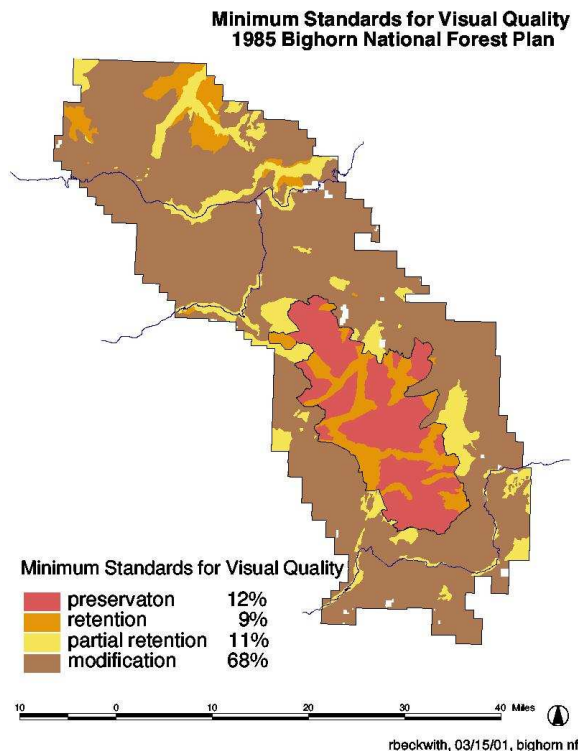 Minimum Standards for Visual Quality
1985 Bighorn National Forest Plan
Minimum Standards for Visual Quality
preservaton 12%
retention 9%
partial retention 11%
modification 68%
10 0 10 20 30 40 Miles
rbeckwith, 03/15/01, bighorn nf